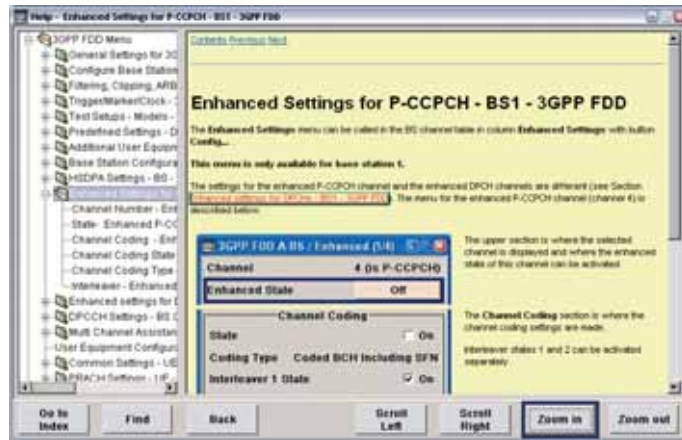 Help - Enhanced Settings for P-CCPCH - BS1 - 3GPP FDD
3GPP FDD Menu
General Settings for 3G
Configure Base Station
Filtering, Clipping, ARB
Trigger/Marker/Clock -
Test Setups - Models -
Predefined Settings - D
Additional User Equipm
Base Station Configura
HSDPA Settings - BS -
Channel Number - Enh
State- Enhanced P-CC
Channel Coding - Enh
Channel Coding State
Channel Coding Type
Interleaver - Enhanced
Enhanced settings for D
DPCCH Settings - BS C
Multi Channel Assistan
User Equipment Configura
Common Settings - UE
PRACH Settings - UE -
Contents Previous Next
Enhanced Settings for P-CCPCH - BS1 - 3GPP FDD
The Enhanced Settings menu can be called in the BS channel table in column Enhanced Settings with button
Config...
This menu is only available for base station 1.
The settings for the enhanced P-CCPCH channel and the enhanced DPCH channels are different (see Section
Enhanced settings for DPCHs - BS1 - 3GPP FDD). The menu for the enhanced P-CCPCH channel (channel 4) is
described below.
3GPP FDD A BS / Enhanced (1/4)
Channel 4 (is P-CCPCH)
Enhanced State Off
Channel Coding
State On
Coding Type Coded BCH Including SFN
Interleaver 1 State On
The upper section is where the selected
channel is displayed and where the enhanced
state of this channel can be activated.
The Channel Coding section is where the
channel coding settings are made.
Interleaver states 1 and 2 can be activated
separately.
Go to Index
Find
Back
Scroll Left
Scroll Right
Zoom in
Zoom out